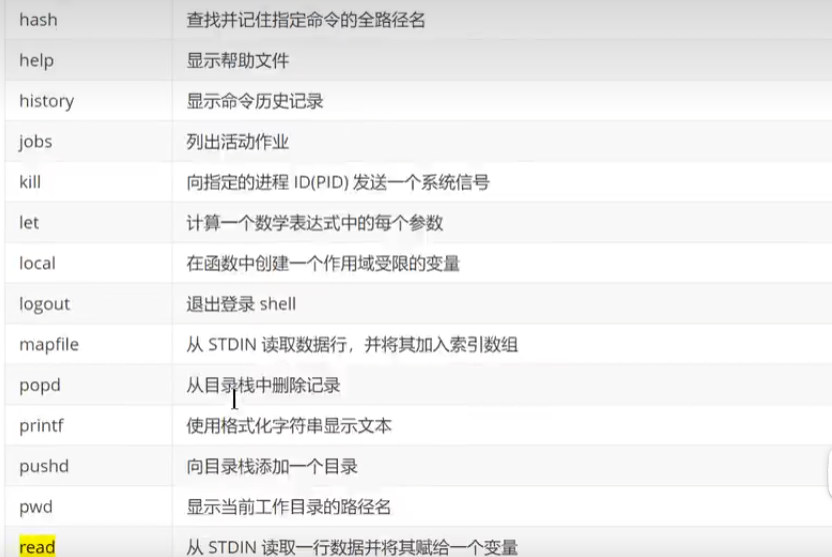 hash 查找并记住指定命令的全路径名
help 显示帮助文件
history 显示命令历史记录
jobs 列出活动作业
kill 向指定的进程 ID(PID) 发送一个系统信号
let 计算一个数学表达式中的每个参数
local 在函数中创建一个作用域受限的变量
logout 退出登录 shell
mapfile 从 STDIN 读取数据行，并将其加入索引数组
popd 从目录栈中删除记录
printf 使用格式化字符串显示文本
pushd 向目录栈添加一个目录
pwd 显示当前工作目录的路径名
read 从 STDIN 读取一行数据并将其赋给一个变量